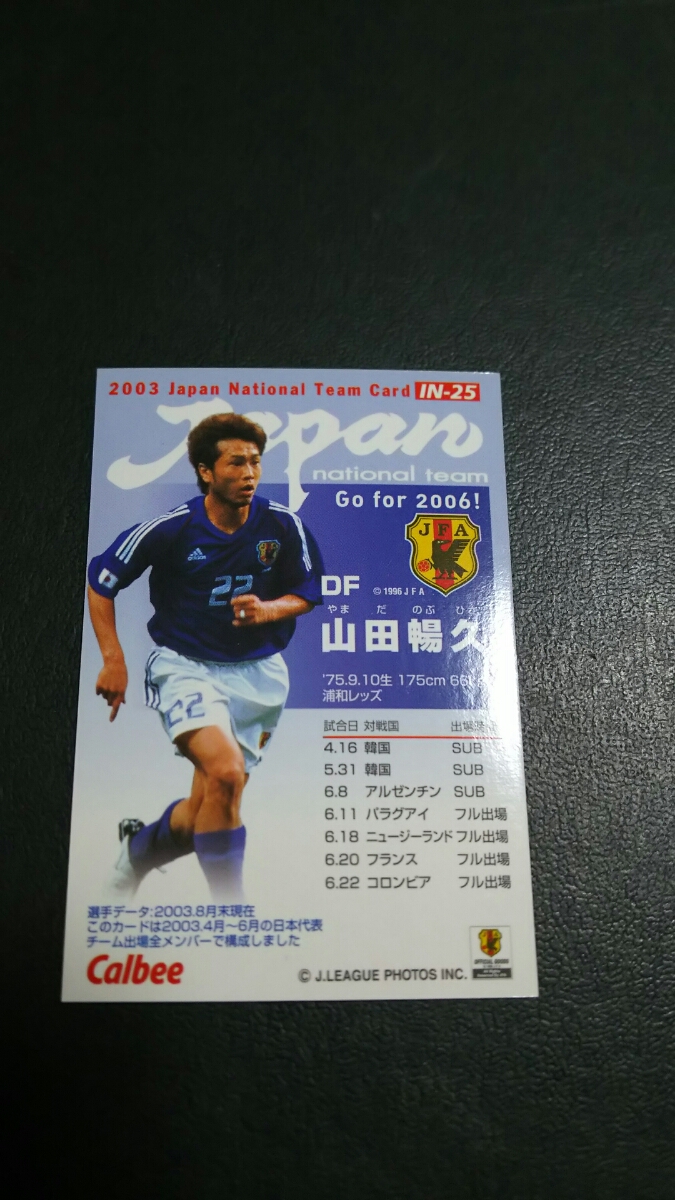 2003 Japan National Team Card IN-25
Japan
national team
Go for 2006!
JFA
DF © 1996 JFA
やま だ のぶ ひさ
山田暢久
'75.9.10生 175cm 66kg
浦和レッズ
試合日 対戦国 出場
4.16 韓国 SUB
5.31 韓国 SUB
6.8 アルゼンチン SUB
6.11 パラグアイ フル出場
6.18 ニュージーランド フル出場
6.20 フランス フル出場
6.22 コロンビア フル出場
adidas
22
22
選手データ:2003.8月末現在
このカードは2003.4月～6月の日本代表
チーム出場全メンバーで構成しました
Calbee
© J.LEAGUE PHOTOS INC.